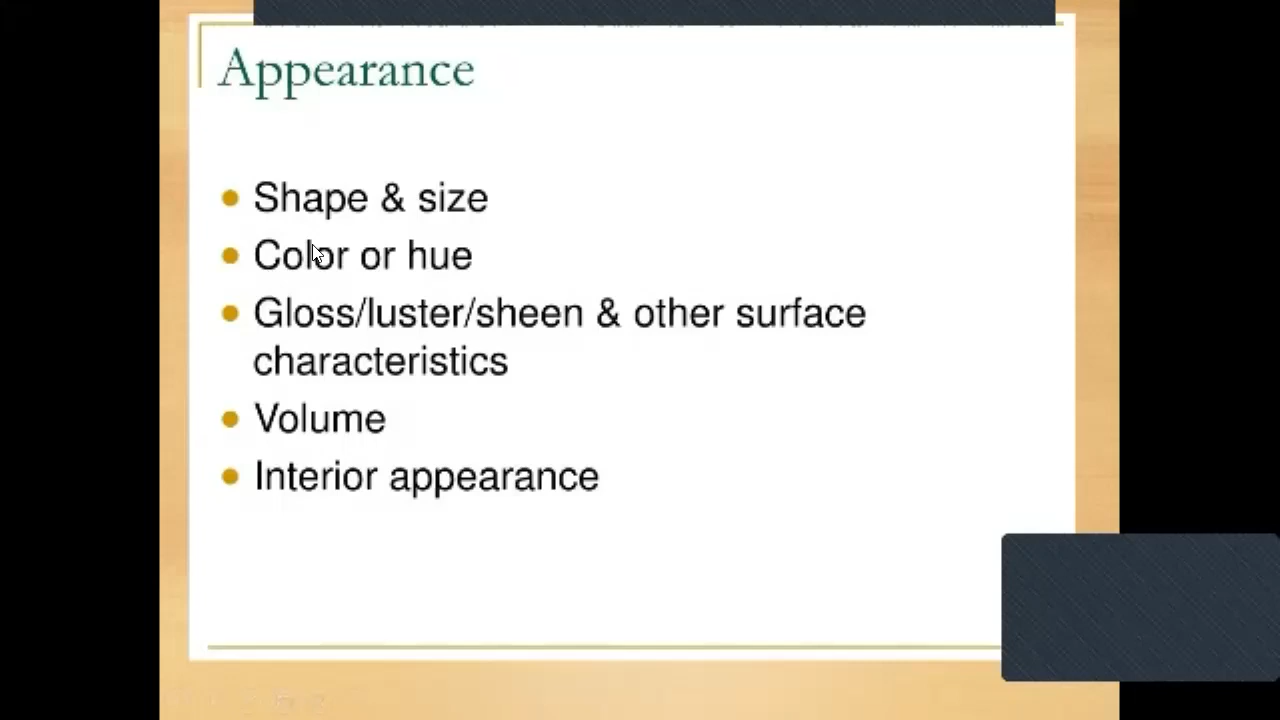 Appearance
Shape & size
Color or hue
Gloss/luster/sheen & other surface
characteristics
Volume
Interior appearance